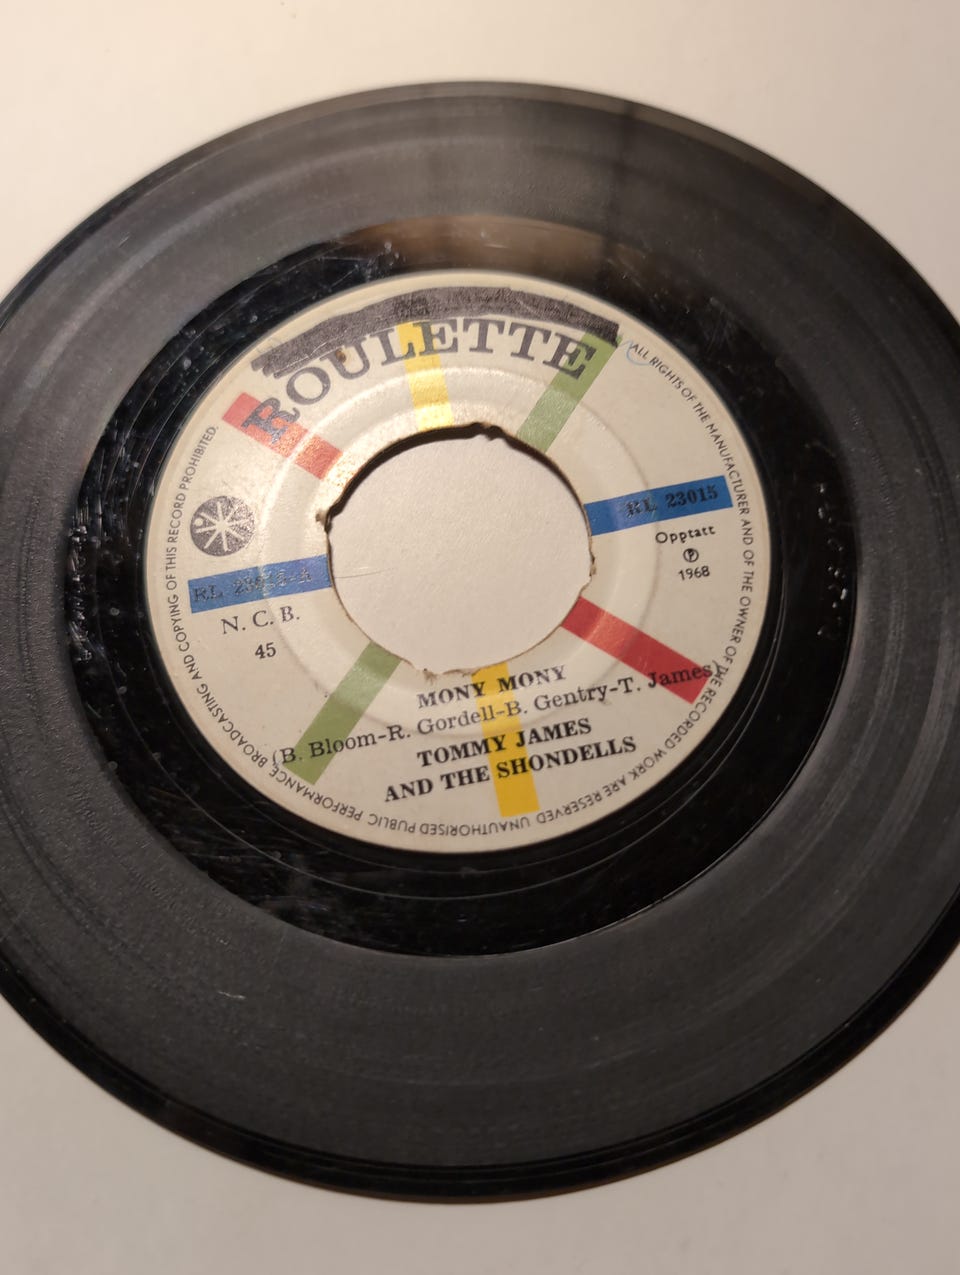 ROULETTE
ALL RIGHTS OF THE MANUFACTURER AND OF THE OWNER OF THE RECORDED WORK ARE RESERVED UNAUTHORISED PUBLIC PERFORMANCE BROADCASTING AND COPYING OF THIS RECORD PROHIBITED.
RL 23015
Opptatt
Ⓟ
1968
RL
N. C. B.
45
MONY MONY
(B. Bloom-R. Gordell-B. Gentry-T. James)
TOMMY JAMES
AND THE SHONDELLS